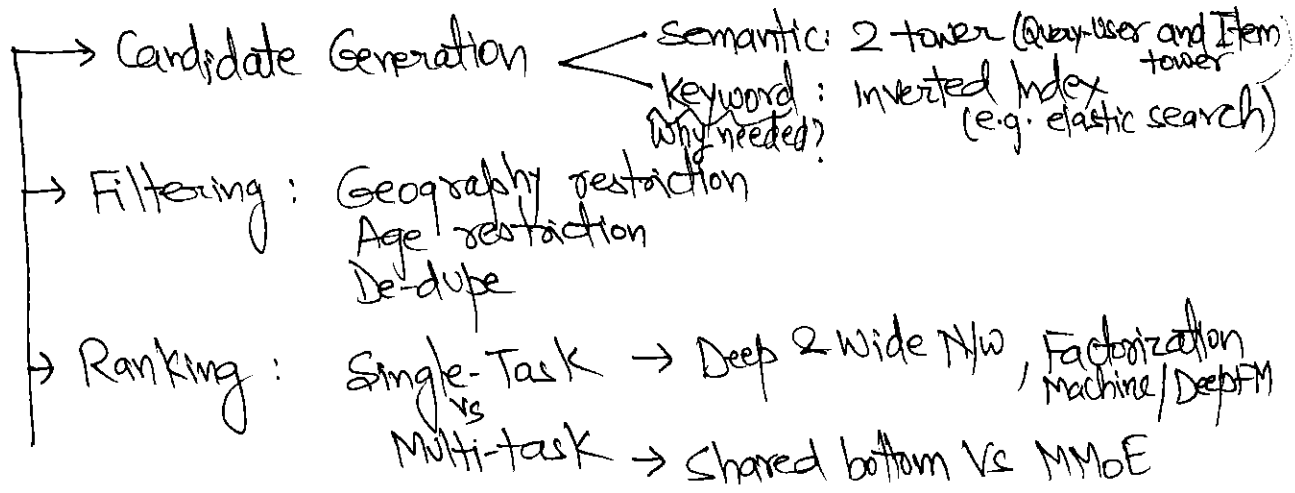 → Candidate Generation
Semantic: 2 tower (Query-User and Item tower)
Keyword: Inverted Index
Why needed? (e.g. elastic search)
→ Filtering: Geography restriction
Age restriction
De-dupe
→ Ranking: Single-Task → Deep & Wide N/W, Factorization Machine/DeepFM
vs
Multi-task → Shared bottom Vs MMoE